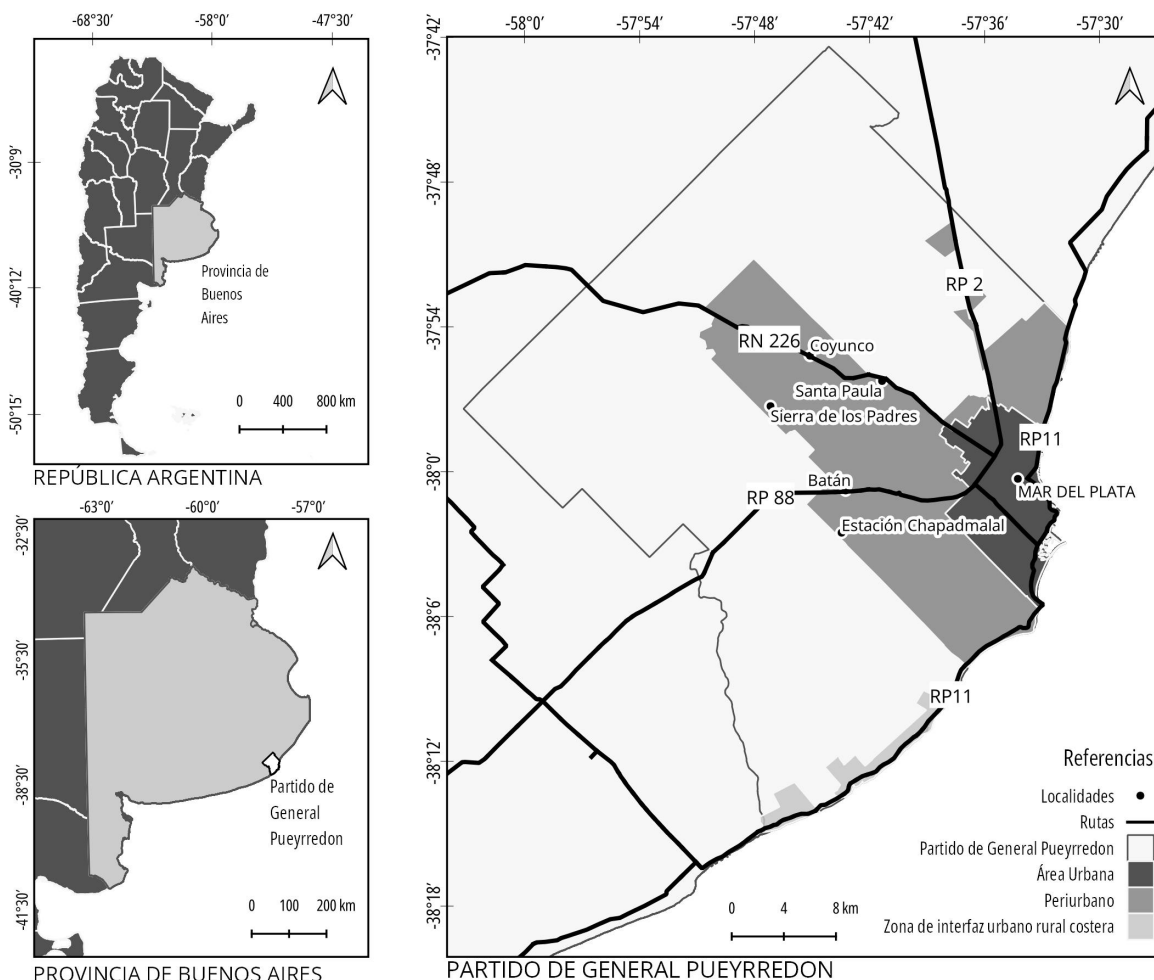 -68°30'
-58°0'
-47°30'
-30°9'
-40°12'
-50°15'
Provincia de
Buenos
Aires
0 400 800 km
REPÚBLICA ARGENTINA
-63°0'
-60°0'
-57°0'
-32°30'
-35°30'
-38°30'
-41°30'
Partido de
General
Pueyrredon
0 100 200 km
PROVINCIA DE BUENOS AIRES
-58°0'
-57°54'
-57°48'
-57°42'
-57°36'
-57°30'
-37°42'
-37°48'
-37°54'
-38°0'
-38°6'
-38°12'
-38°18'
RP 2
RN 226
Coyunco
Santa Paula
Sierra de los Padres
RP11
Batán
RP 88
MAR DEL PLATA
Estación Chapadmalal
RP11
Referencias
Localidades
Rutas
Partido de General Pueyrredon
Área Urbana
Periurbano
Zona de interfaz urbano rural costera
0 4 8 km
PARTIDO DE GENERAL PUEYRREDON